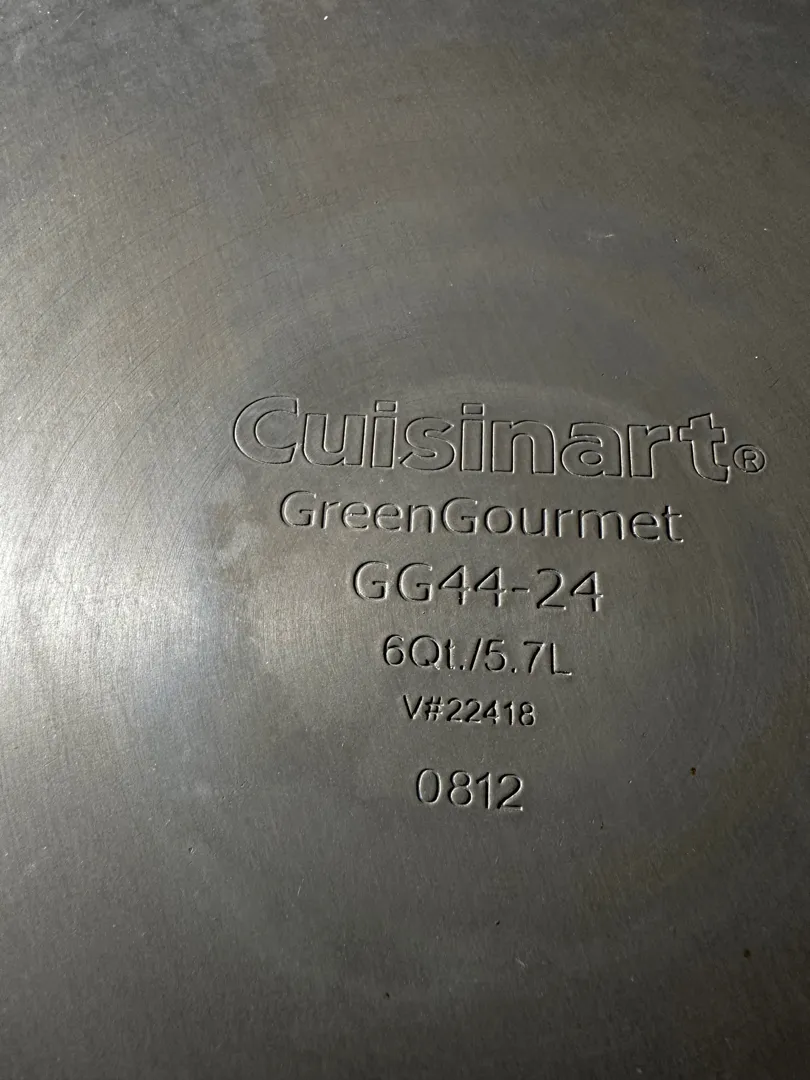 Cuisinart®
GreenGourmet
GG44-24
6Qt./5.7L
V#22418
0812